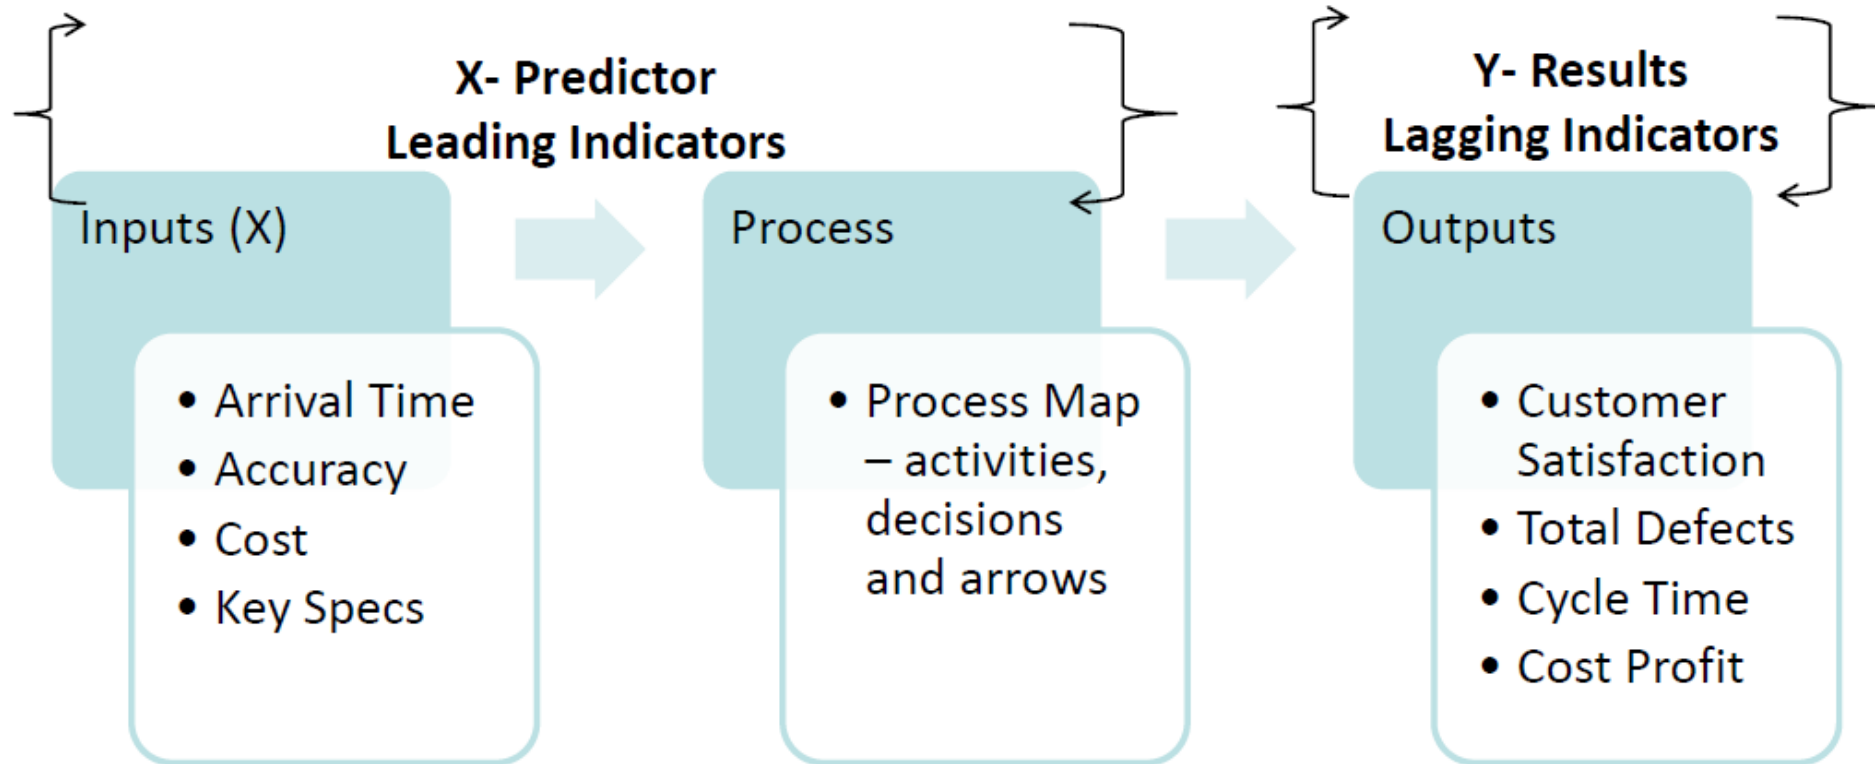 X- Predictor
Leading Indicators
Y- Results
Lagging Indicators
Inputs (X)
• Arrival Time
• Accuracy
• Cost
• Key Specs
Process
• Process Map
– activities,
decisions
and arrows
Outputs
• Customer
Satisfaction
• Total Defects
• Cycle Time
• Cost Profit